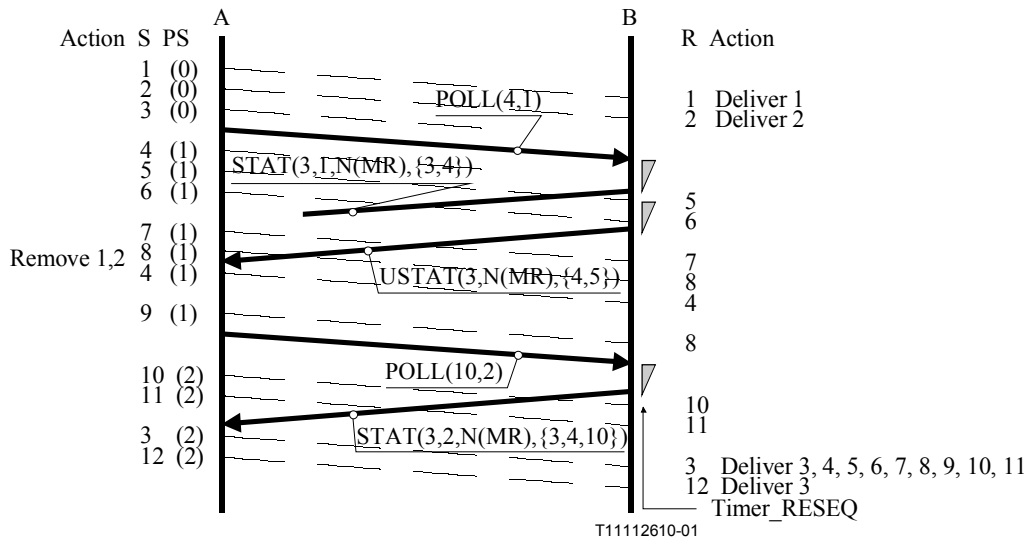 A B
Action S PS R Action
1 (0)
2 (0)
3 (0)
POLL(4,1)
1 Deliver 1
2 Deliver 2
4 (1)
5 (1)
6 (1)
STAT(3,1,N(MR),{3,4})
5
6
7 (1)
Remove 1,2 8 (1)
4 (1)
USTAT(3,N(MR),{4,5})
7
8
4
9 (1)
8
POLL(10,2)
10 (2)
11 (2)
10
11
3 (2)
STAT(3,2,N(MR),{3,4,10})
12 (2)
3 Deliver 3, 4, 5, 6, 7, 8, 9, 10, 11
12 Deliver 3
Timer_RESEQ
T11112610-01